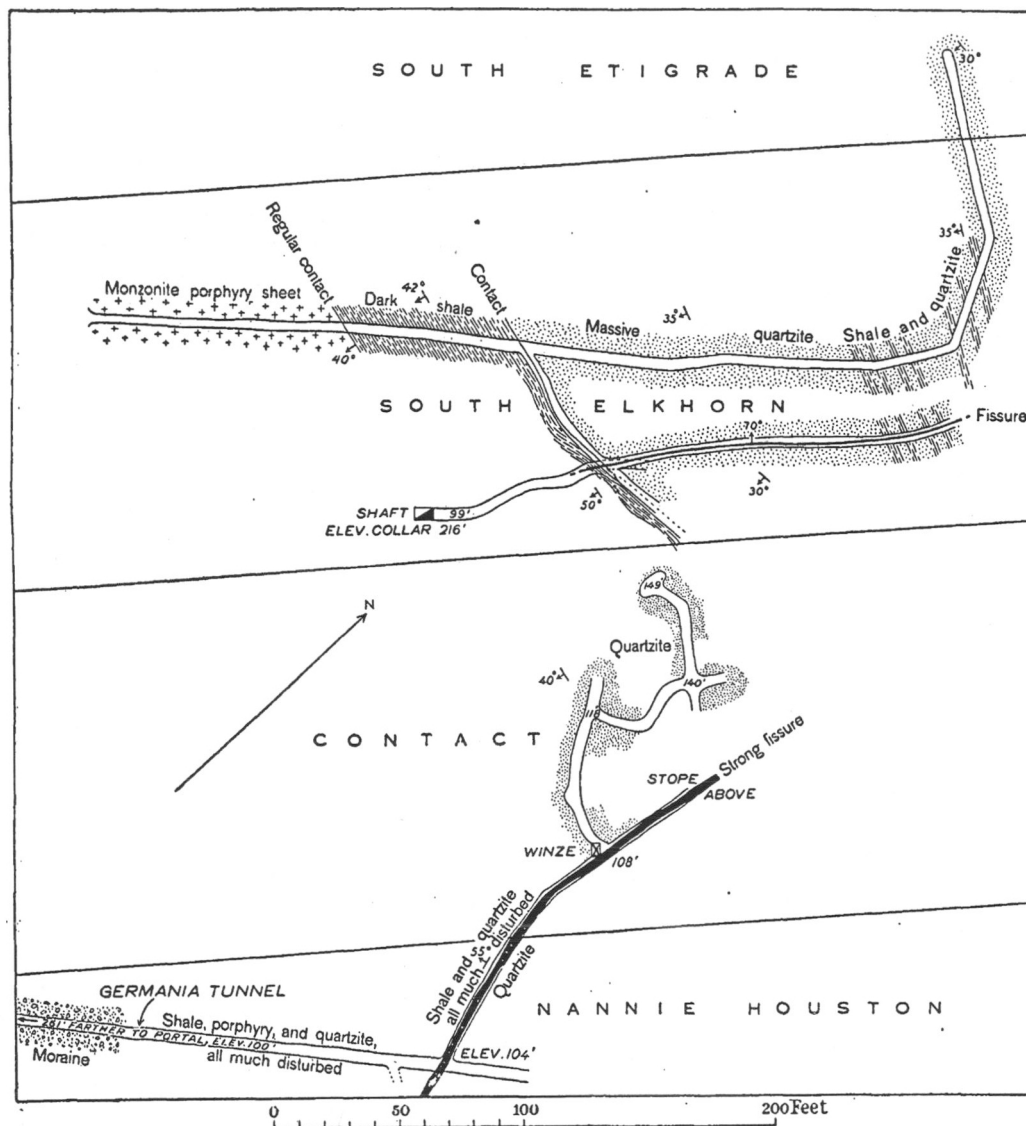 SOUTH ETIGRADE
30°
Regular contact
Monzonite porphyry sheet
Dark shale
42°
Contact
Massive quartzite
35°
Shale and quartzite
35°
40°
SOUTH ELKHORN
70°
Fissure
50°
30°
SHAFT 99'
ELEV. COLLAR 216'
N
149'
Quartzite
40°
140'
CONTACT
STOPE ABOVE
Strong fissure
WINZE
108'
Shale and quartzite
all much disturbed
55°
Quartzite
NANNIE HOUSTON
GERMANIA TUNNEL
261' FARTHER TO PORTAL, ELEV. 100'
Shale, porphyry, and quartzite,
all much disturbed
Moraine
ELEV. 104'
0 50 100 200 Feet